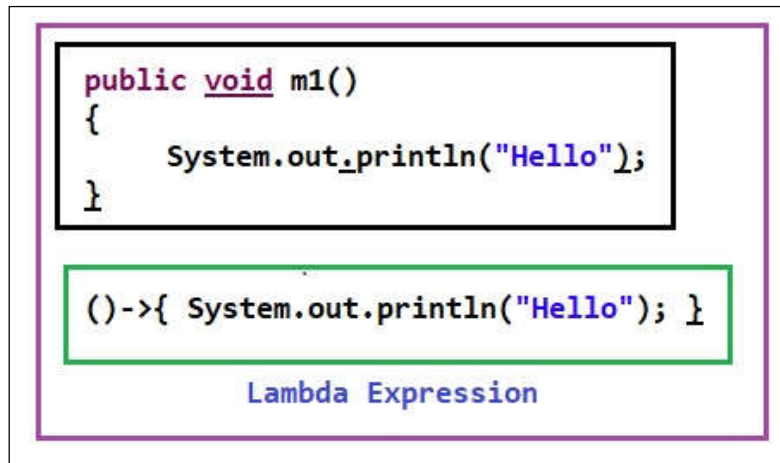 public void m1()
{
System.out.println("Hello");
}
()->{ System.out.println("Hello"); }
Lambda Expression